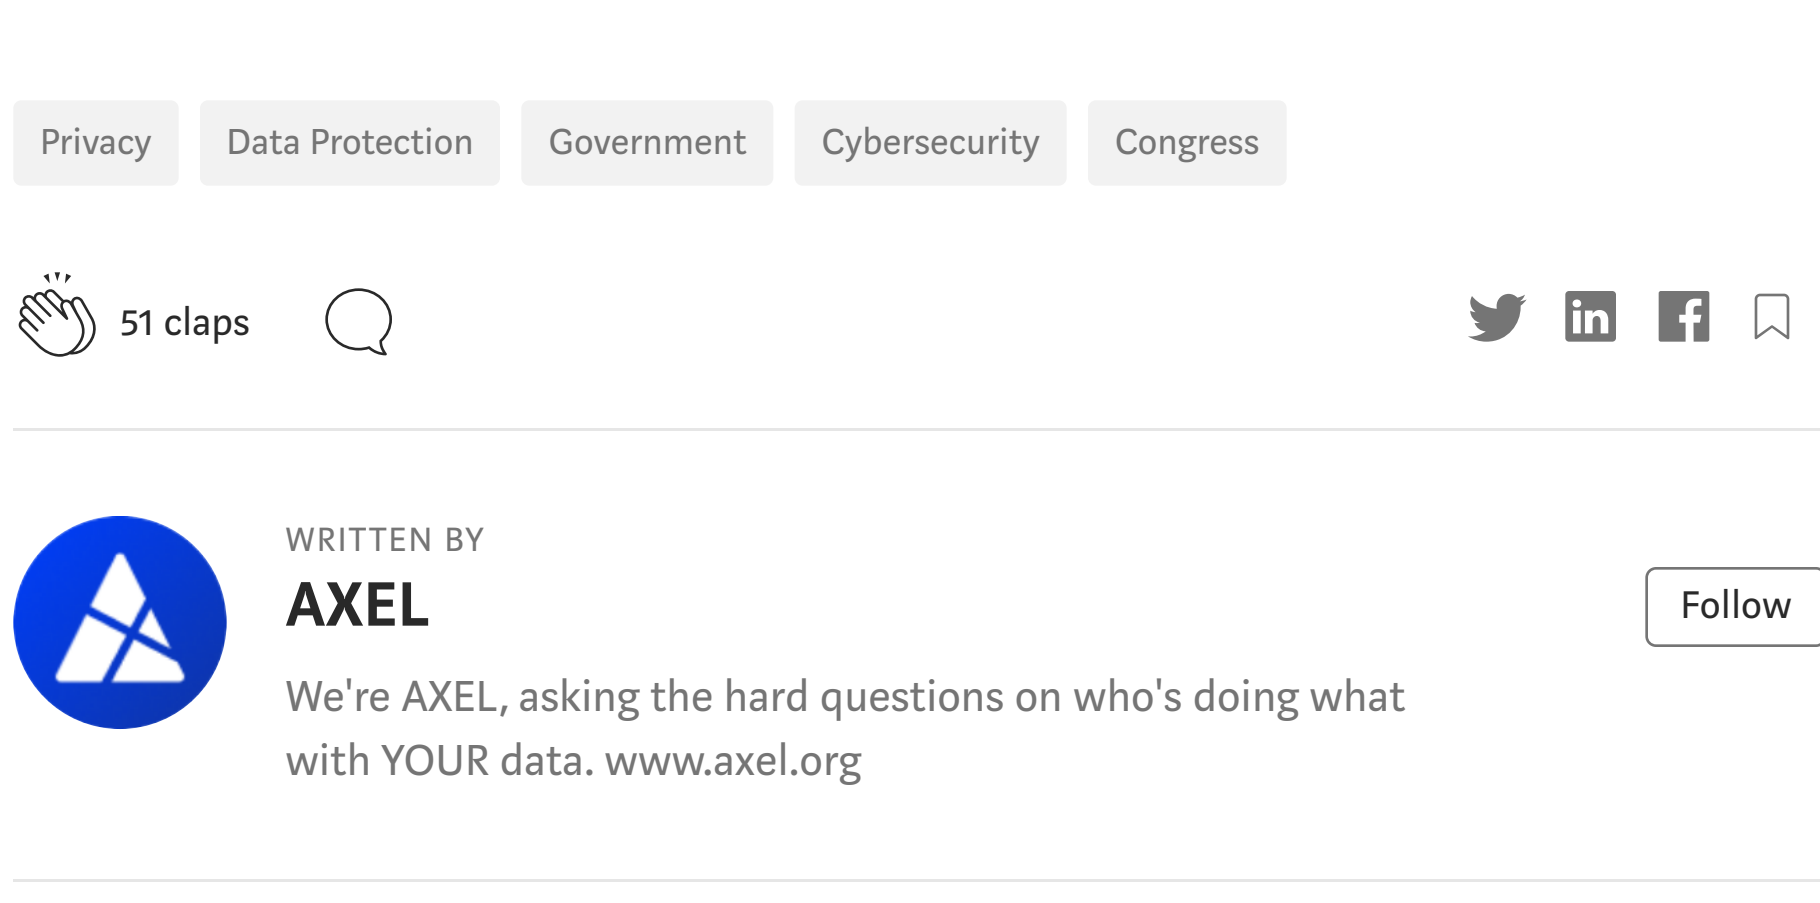 Privacy Data Protection Government Cybersecurity Congress
51 claps
in f
WRITTEN BY
AXEL
Follow
We're AXEL, asking the hard questions on who's doing what
with YOUR data. www.axel.org